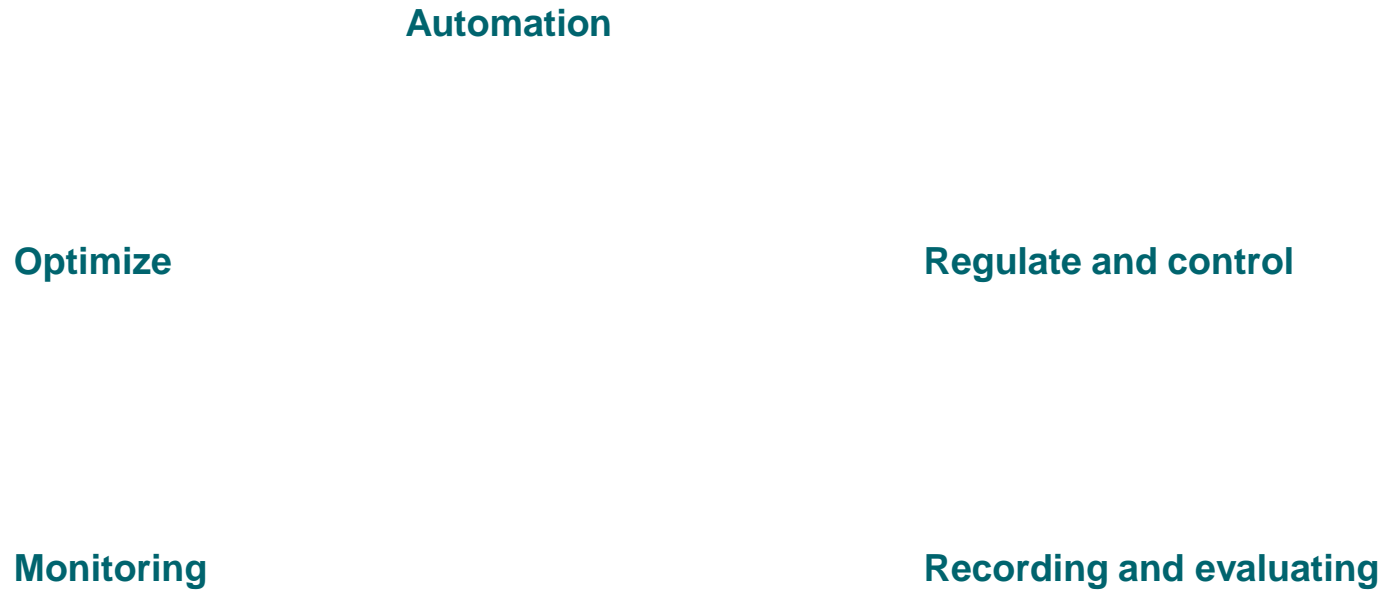 Automation
Optimize
Regulate and control
Monitoring
Recording and evaluating